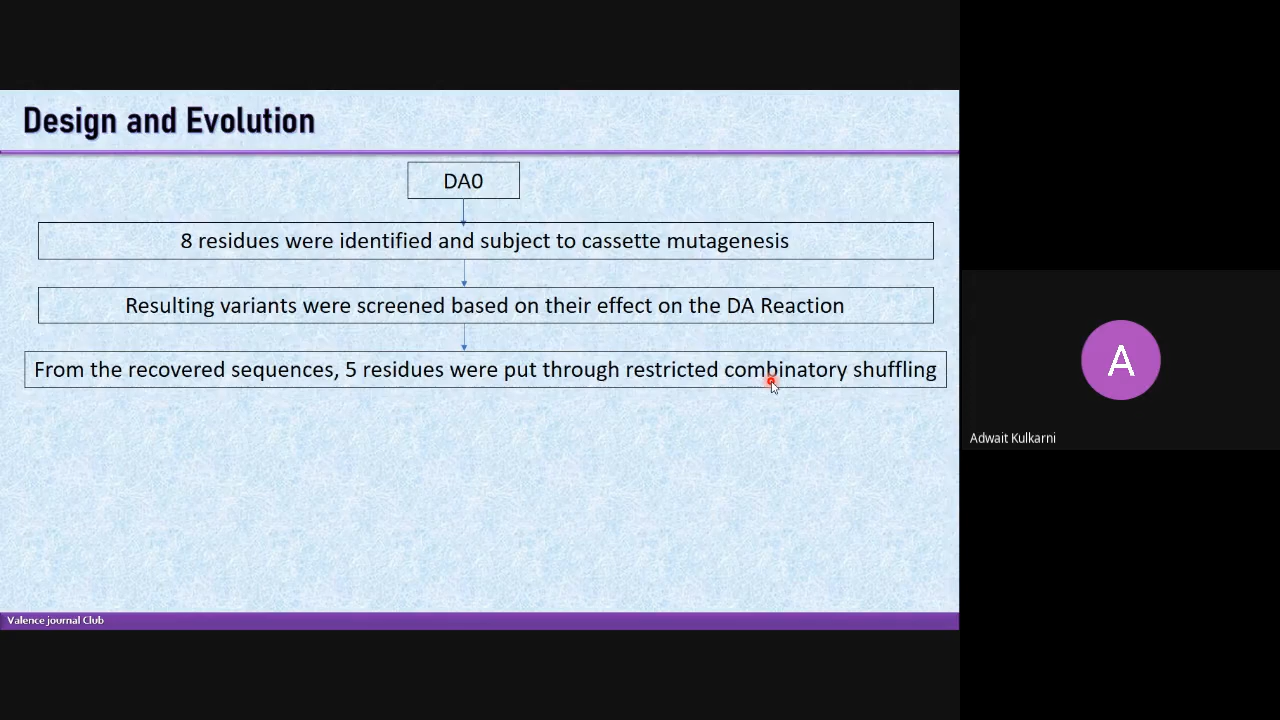 Design and Evolution
DA0
8 residues were identified and subject to cassette mutagenesis
Resulting variants were screened based on their effect on the DA Reaction
From the recovered sequences, 5 residues were put through restricted combinatory shuffling
A
Adwait Kulkarni
Valence journal Club